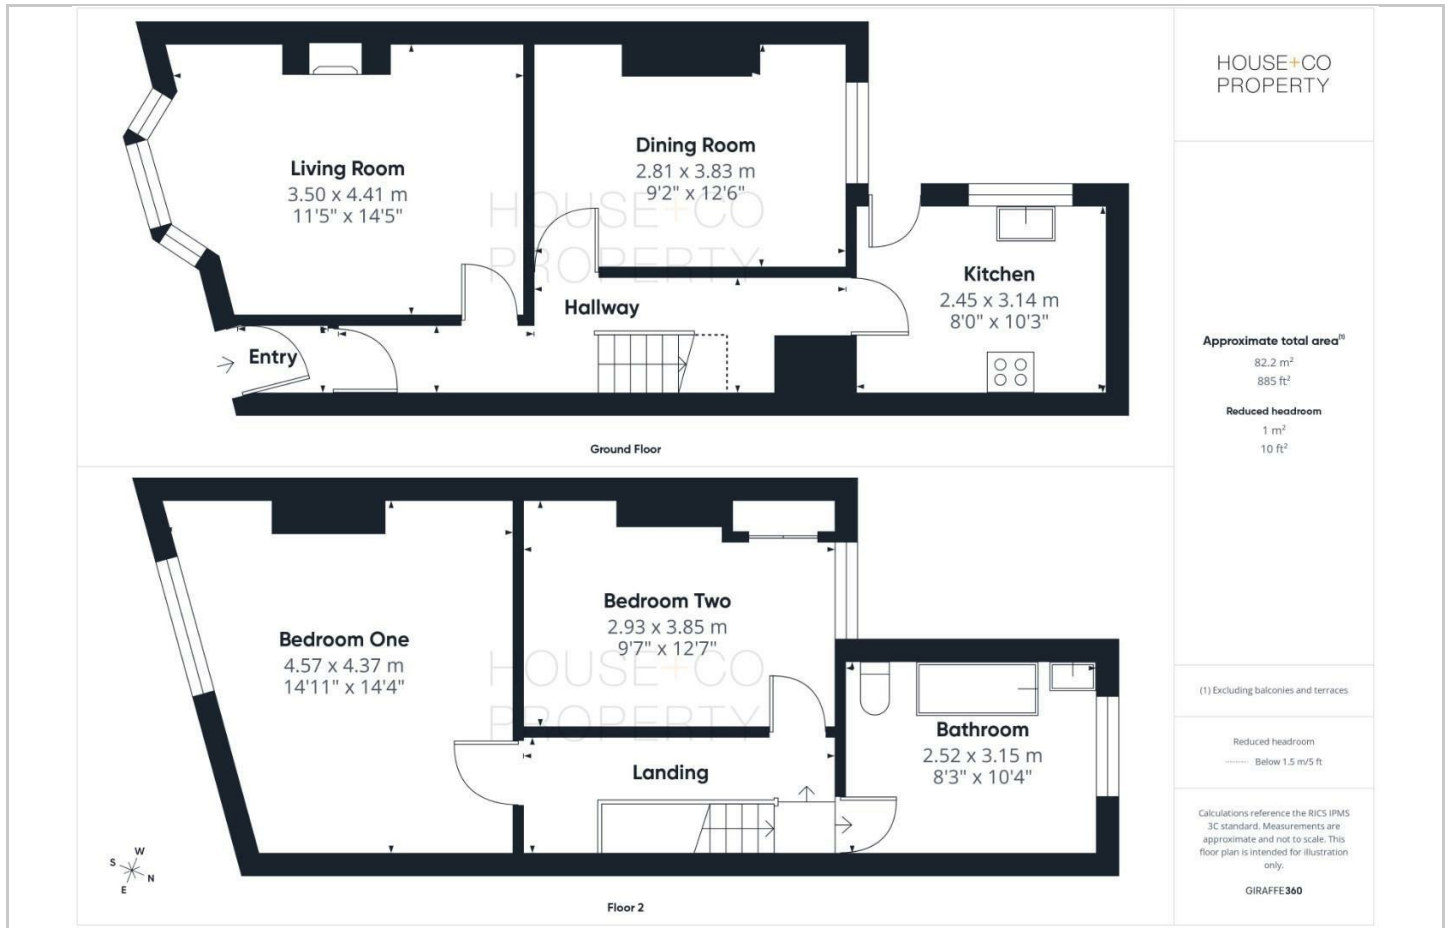 Living Room
3.50 x 4.41 m
11'5" x 14'5"
Dining Room
2.81 x 3.83 m
9'2" x 12'6"
HOUSE+CO
PROPERTY
Kitchen
2.45 x 3.14 m
8'0" x 10'3"
Hallway
Entry
Ground Floor
Bedroom One
4.57 x 4.37 m
14'11" x 14'4"
Bedroom Two
2.93 x 3.85 m
9'7" x 12'7"
HOUSE+CO
PROPERTY
Bathroom
2.52 x 3.15 m
8'3" x 10'4"
Landing
W
S
N
E
Floor 2
HOUSE+CO
PROPERTY
Approximate total area(1)
82.2 m²
885 ft²
Reduced headroom
1 m²
10 ft²
(1) Excluding balconies and terraces
Reduced headroom
Below 1.5 m/5 ft
Calculations reference the RICS IPMS
3C standard. Measurements are
approximate and not to scale. This
floor plan is intended for illustration
only.
GIRAFFE360